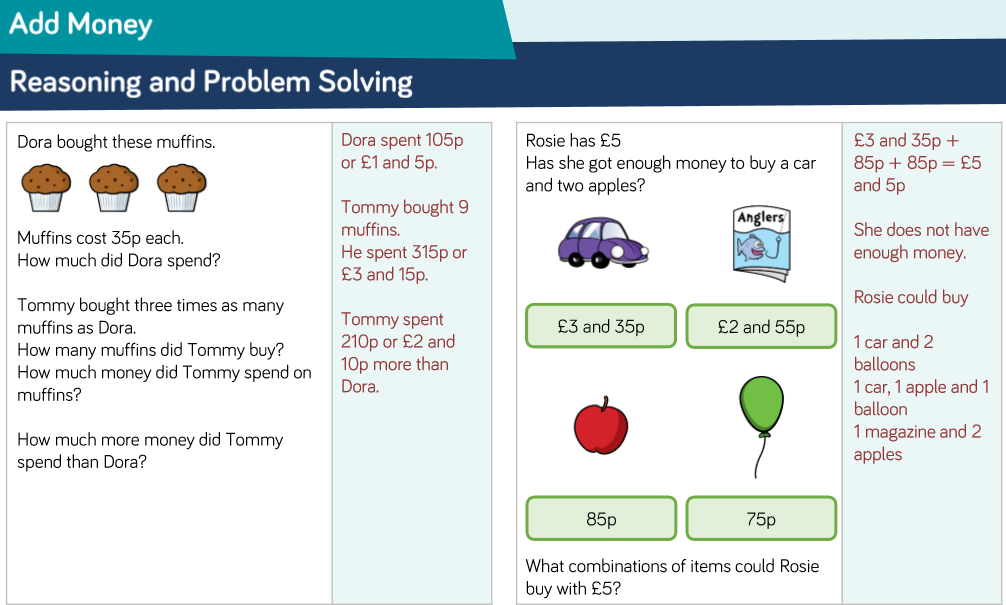 Add Money
Reasoning and Problem Solving
Dora bought these muffins.
Muffins cost 35p each.
How much did Dora spend?
Tommy bought three times as many
muffins as Dora.
How many muffins did Tommy buy?
How much money did Tommy spend on
muffins?
How much more money did Tommy
spend than Dora?
Dora spent 105p
or £1 and 5p.
Tommy bought 9
muffins.
He spent 315p or
£3 and 15p.
Tommy spent
210p or £2 and
10p more than
Dora.
Rosie has £5
Has she got enough money to buy a car
and two apples?
Anglers
£3 and 35p
£2 and 55p
85p
75p
What combinations of items could Rosie
buy with £5?
£3 and 35p +
85p + 85p = £5
and 5p
She does not have
enough money.
Rosie could buy
1 car and 2
balloons
1 car, 1 apple and 1
balloon
1 magazine and 2
apples